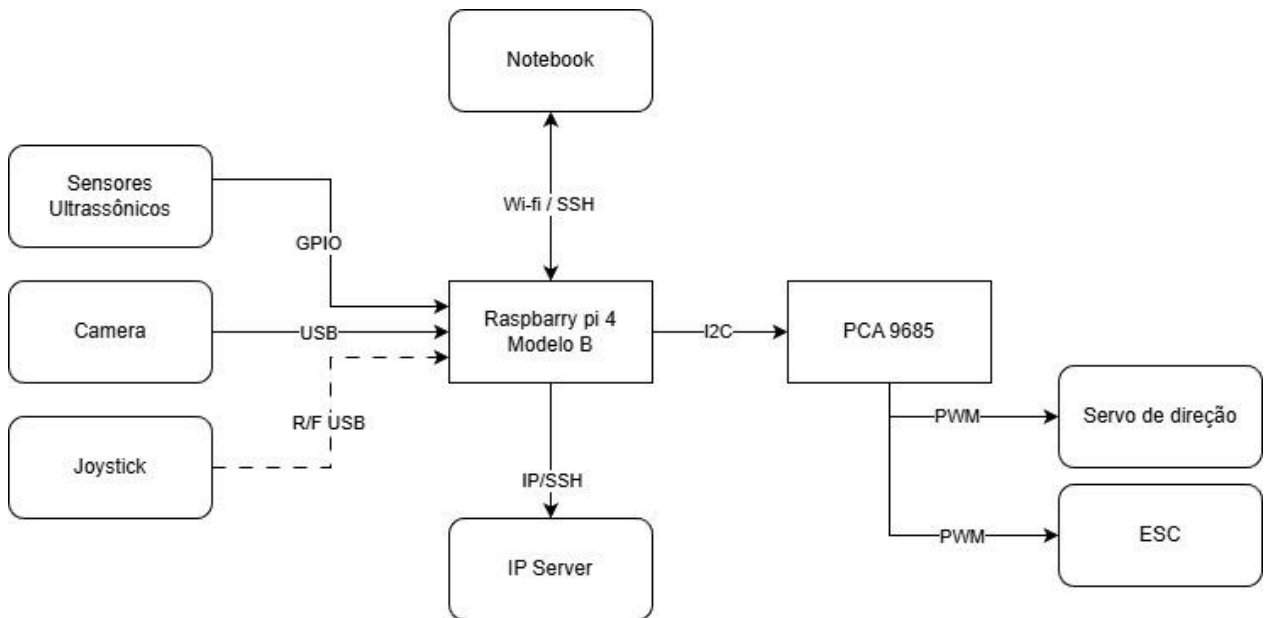 Notebook
Sensores
Ultrassônicos
Wi-fi / SSH
GPIO
Camera
USB
Raspbarry pi 4
Modelo B
I2C
PCA 9685
R/F USB
Joystick
PWM
Servo de direção
IP/SSH
IP Server
PWM
ESC